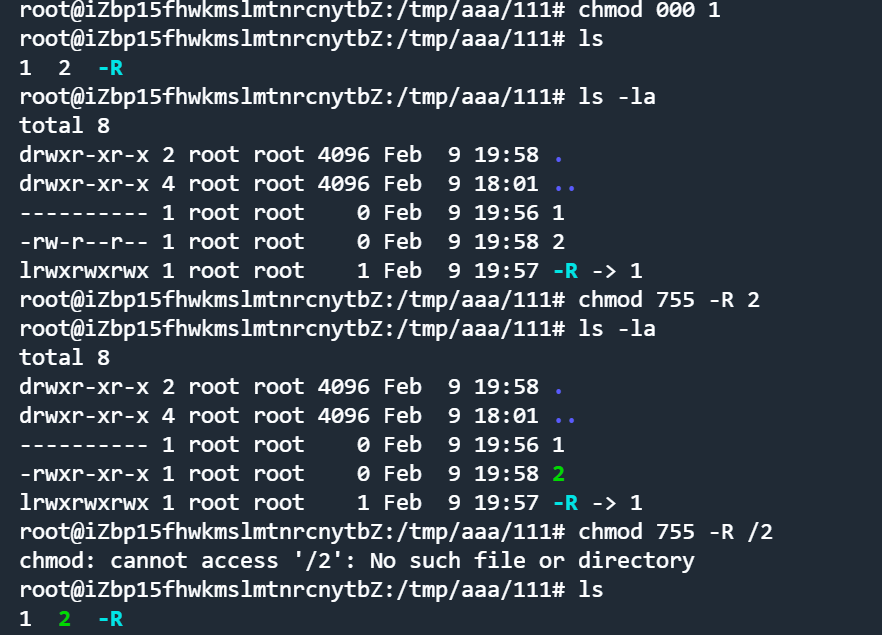 root@iZbp15fhwkmslmtnrcnytbZ:/tmp/aaa/111# chmod 000 1
root@iZbp15fhwkmslmtnrcnytbZ:/tmp/aaa/111# ls
1  2  -R
root@iZbp15fhwkmslmtnrcnytbZ:/tmp/aaa/111# ls -la
total 8
drwxr-xr-x 2 root root 4096 Feb  9 19:58 .
drwxr-xr-x 4 root root 4096 Feb  9 18:01 ..
---------- 1 root root    0 Feb  9 19:56 1
-rw-r--r-- 1 root root    0 Feb  9 19:58 2
lrwxrwxrwx 1 root root    1 Feb  9 19:57 -R -> 1
root@iZbp15fhwkmslmtnrcnytbZ:/tmp/aaa/111# chmod 755 -R 2
root@iZbp15fhwkmslmtnrcnytbZ:/tmp/aaa/111# ls -la
total 8
drwxr-xr-x 2 root root 4096 Feb  9 19:58 .
drwxr-xr-x 4 root root 4096 Feb  9 18:01 ..
---------- 1 root root    0 Feb  9 19:56 1
-rwxr-xr-x 1 root root    0 Feb  9 19:58 2
lrwxrwxrwx 1 root root    1 Feb  9 19:57 -R -> 1
root@iZbp15fhwkmslmtnrcnytbZ:/tmp/aaa/111# chmod 755 -R /2
chmod: cannot access '/2': No such file or directory
root@iZbp15fhwkmslmtnrcnytbZ:/tmp/aaa/111# ls
1  2  -R